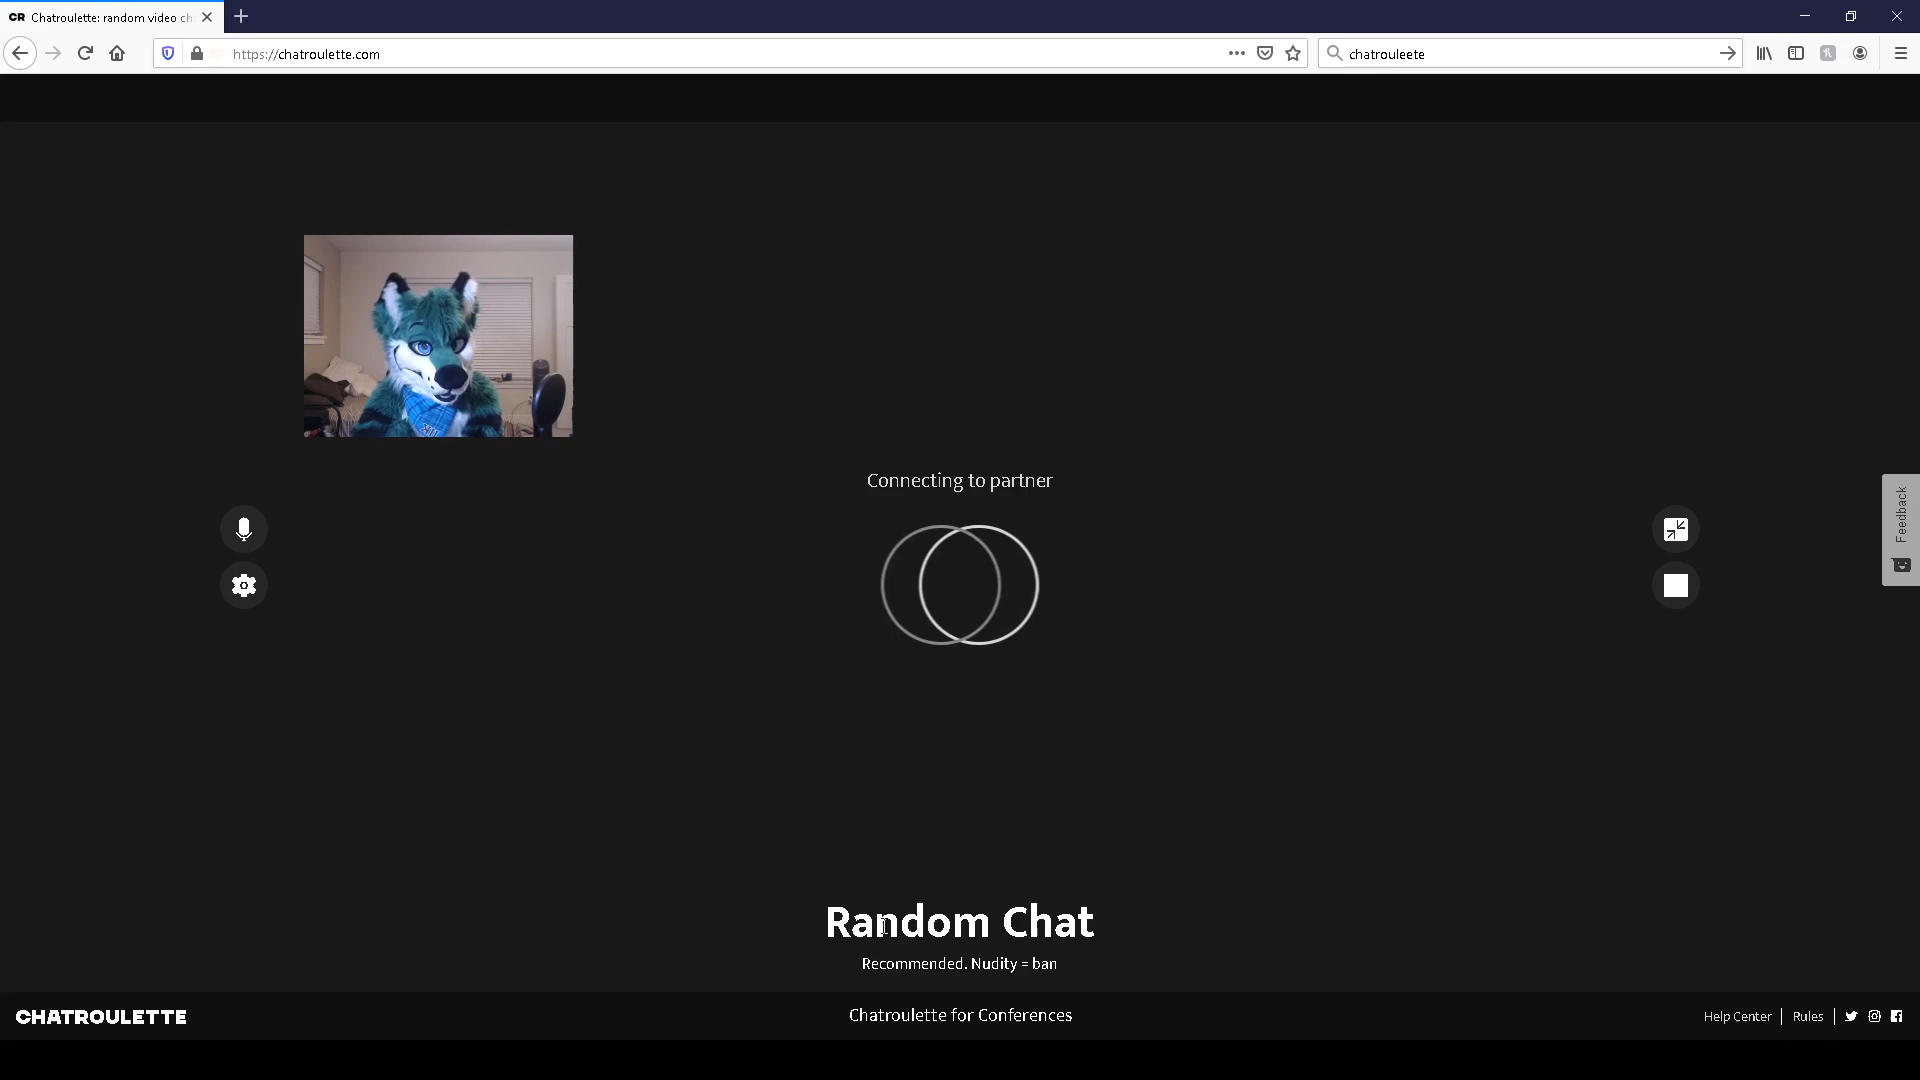 CR Chatroulette: random video ch
https://chatroulette.com
chatrouleete
Connecting to partner
Feedback
Random Chat
Recommended. Nudity = ban
CHATROULETTE
Chatroulette for Conferences
Help Center | Rules |